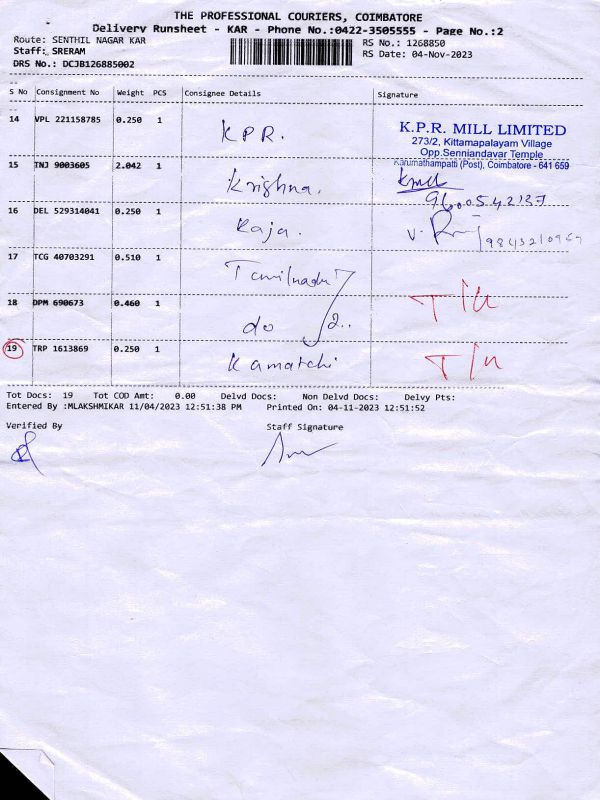 THE PROFESSIONAL COURIERS, COIMBATORE
Delivery Runsheet - KAR - Phone No.:0422-3505555 - Page No.:2
Route: SENTHIL NAGAR KAR
RS No.: 1268850
Staff: SRERAM
RS Date: 04-Nov-2023
DRS No.: DCJB126885002
S No Consignment No Weight PCS Consignee Details Signature
14 VPL 221158785 0.250 1 KPR.
K.P.R. MILL LIMITED
273/2, Kittamapalayam Village
Opp.Senniandavar Temple
Karumathampatti (Post), Coimbatore - 641 659
15 TNJ 9003605 2.042 1 Krishna.
9600542137
16 DEL 529314041 0.250 1 Raja.
17 TCG 40703291 0.510 1 Tamilnadu
18 DPM 690673 0.460 1 do 2..
19 TRP 1613869 0.250 1 Kamatchi
Tot Docs: 19 Tot COD Amt: 0.00 Delvd Docs: Non Delvd Docs: Delvy Pts:
Entered By :MLAKSHMIKAR 11/04/2023 12:51:38 PM Printed On: 04-11-2023 12:51:52
Verified By Staff Signature